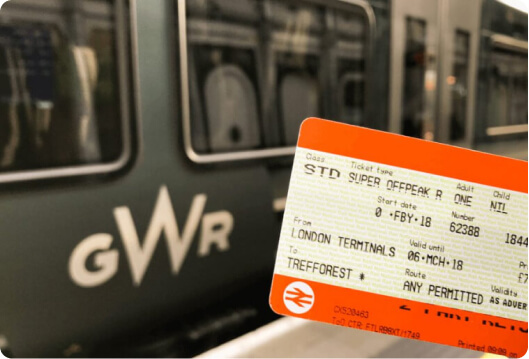 GWR
Class Ticket type Adult Child
STD SUPER OFFPEAK R ONE NIL
Start date Number
0 ·FBY·18 62388 1844
From Valid until
LONDON TERMINALS 06·MCH·18
To Route Validity
TREFFOREST * ANY PERMITTED AS ADVER